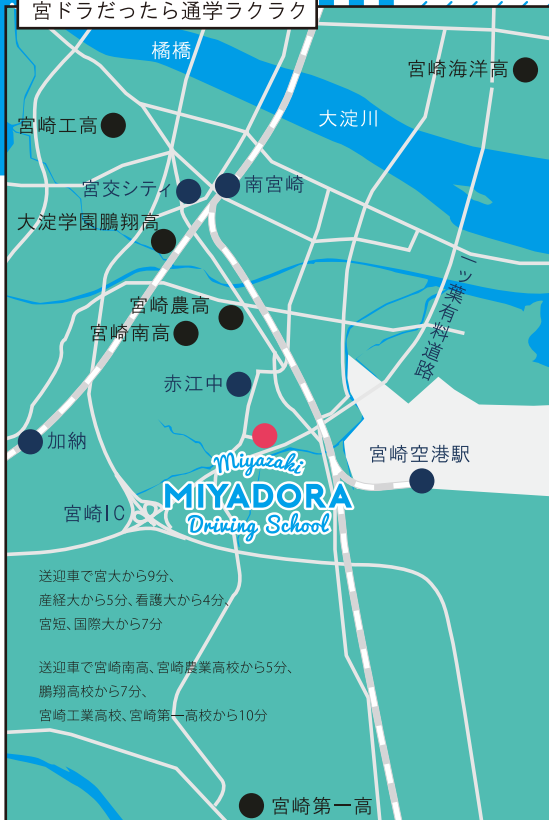 宮ドラだったら通学ラクラク
橘橋
宮崎海洋高
大淀川
宮崎工高
宮交シティ
南宮崎
大淀学園鵬翔高
一ッ葉有料道路
宮崎農高
宮崎南高
赤江中
加納
宮崎空港駅
Miyazaki
MIYADORA
Driving School
宮崎IC
送迎車で宮大から9分、
産経大から5分、看護大から4分、
宮短、国際大から7分
送迎車で宮崎南高、宮崎農業高校から5分、
鵬翔高校から7分、
宮崎工業高校、宮崎第一高校から10分
宮崎第一高